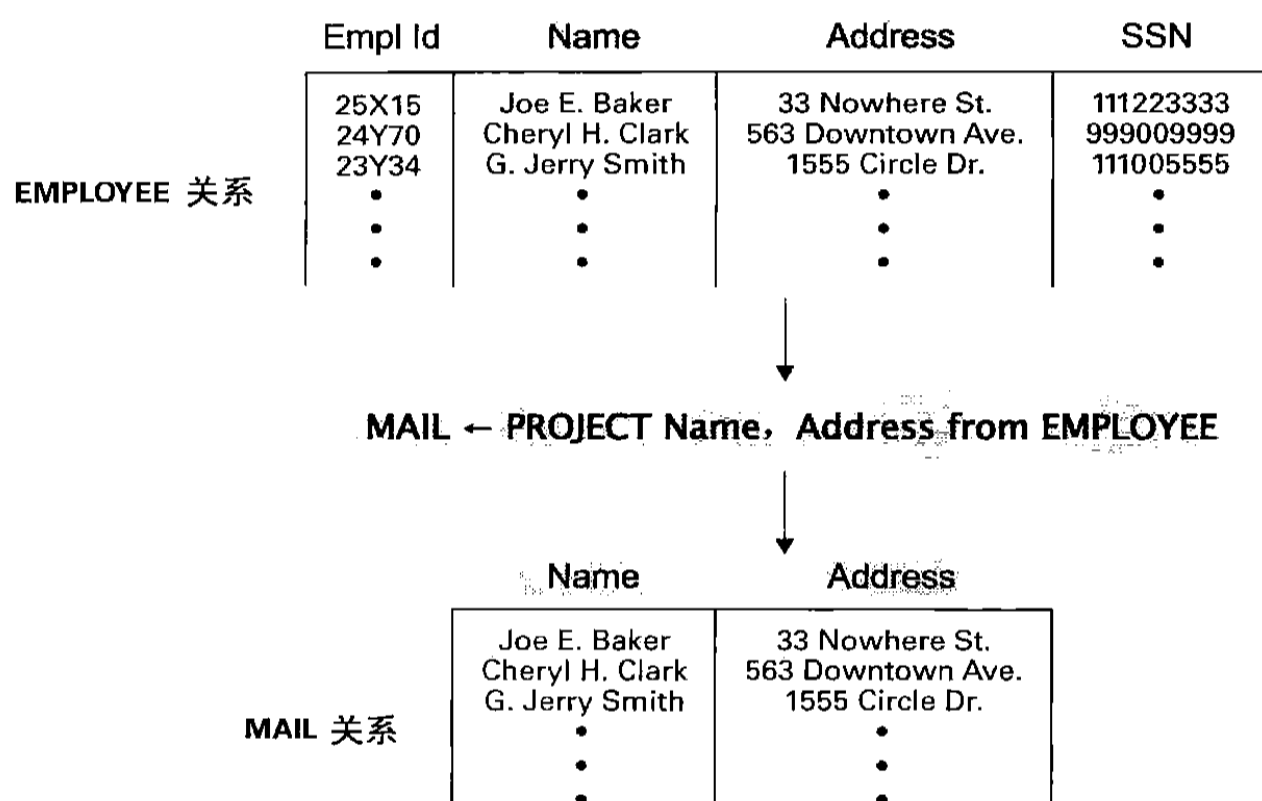 Empl Id Name Address SSN
25X15 Joe E. Baker 33 Nowhere St. 111223333
24Y70 Cheryl H. Clark 563 Downtown Ave. 999009999
23Y34 G. Jerry Smith 1555 Circle Dr. 111005555
EMPLOYEE 关系
MAIL ← PROJECT Name，Address from EMPLOYEE
Name Address
Joe E. Baker 33 Nowhere St.
Cheryl H. Clark 563 Downtown Ave.
G. Jerry Smith 1555 Circle Dr.
MAIL 关系